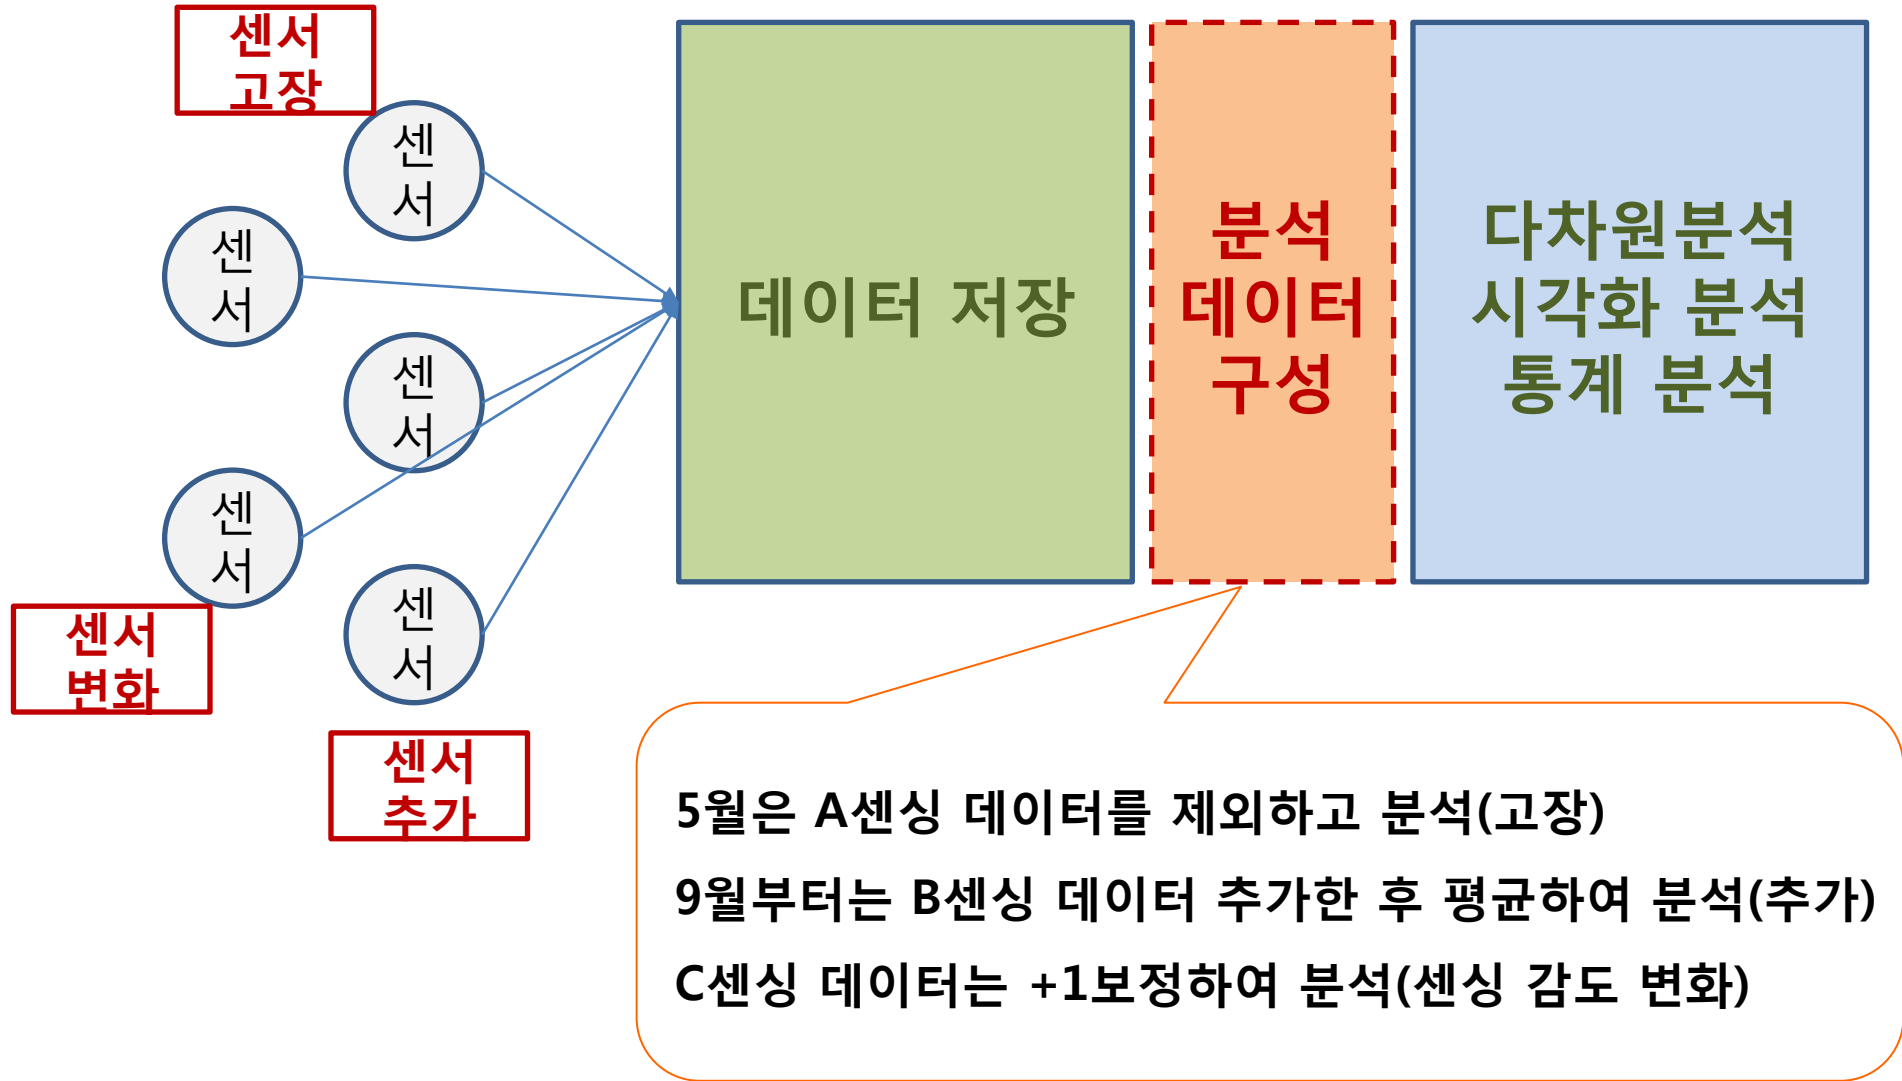 센서
고장
센
서
센
서
센
서
센
서
센
서
센서
변화
센서
추가
데이터 저장
분석
데이터
구성
다차원분석
시각화 분석
통계 분석
5월은 A센싱 데이터를 제외하고 분석(고장)
9월부터는 B센싱 데이터 추가한 후 평균하여 분석(추가)
C센싱 데이터는 +1보정하여 분석(센싱 감도 변화)